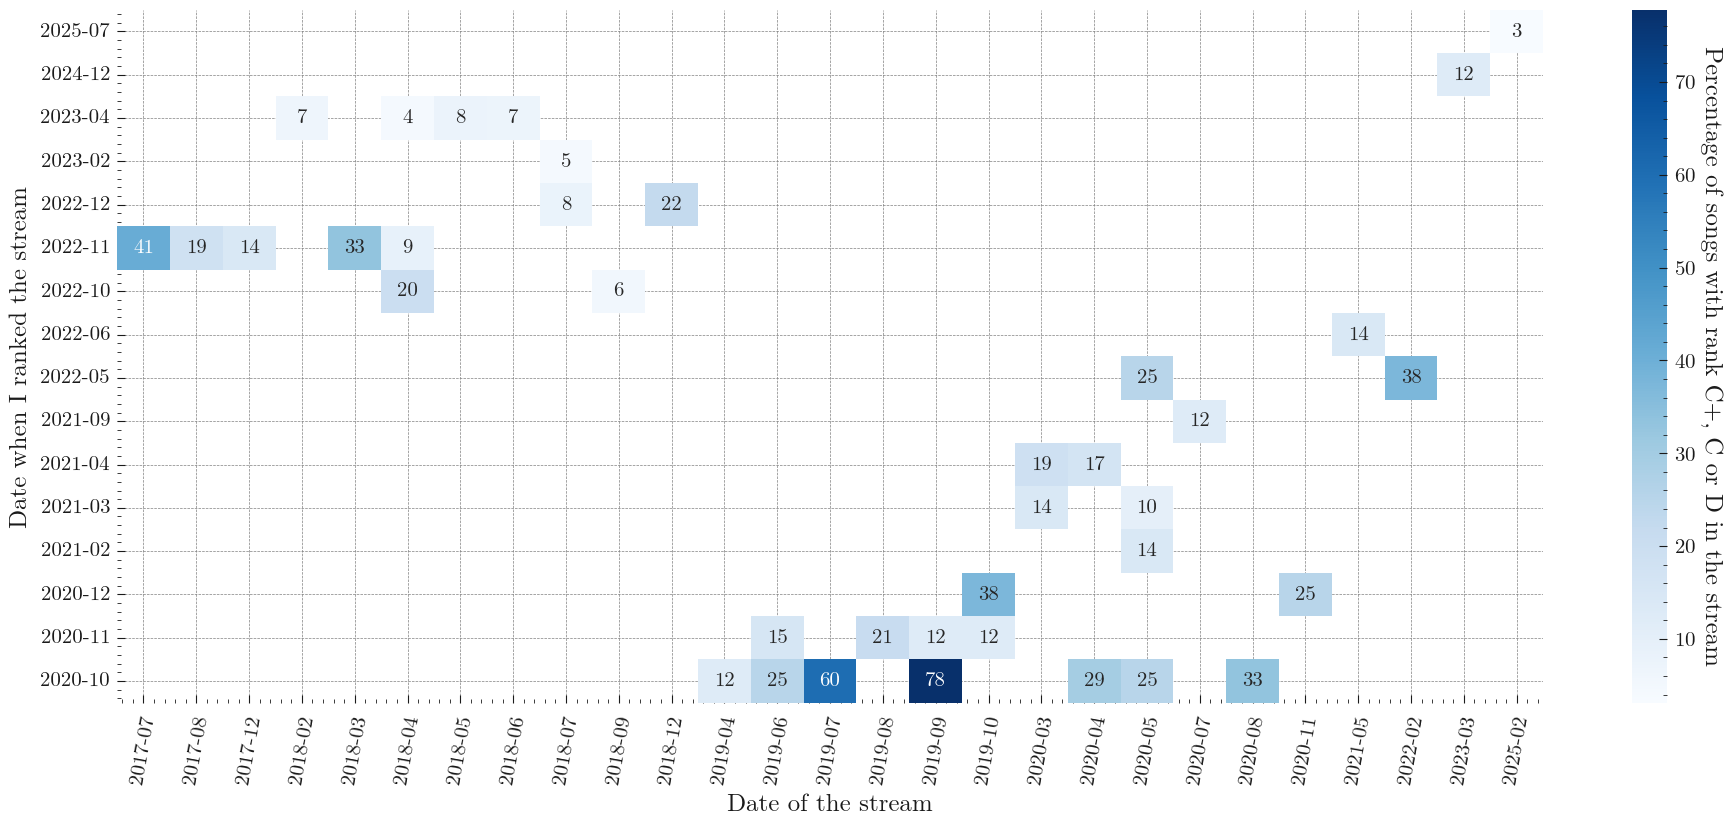 Date when I ranked the stream
2025-07 3
2024-12 12
2023-04 7 4 8 7
2023-02 5
2022-12 8 22
2022-11 41 19 14 33 9
2022-10 20 6
2022-06 14
2022-05 25 38
2021-09 12
2021-04 19 17
2021-03 14 10
2021-02 14
2020-12 38 25
2020-11 15 21 12 12
2020-10 12 25 60 78 29 25 33
2017-07 2017-08 2017-12 2018-02 2018-03 2018-04 2018-05 2018-06 2018-07 2018-09 2018-12 2019-04 2019-06 2019-07 2019-08 2019-09 2019-10 2020-03 2020-04 2020-05 2020-07 2020-08 2020-11 2021-05 2022-02 2023-03 2025-02
Date of the stream
70
60
50
40
30
20
10
Percentage of songs with rank C+, C or D in the stream